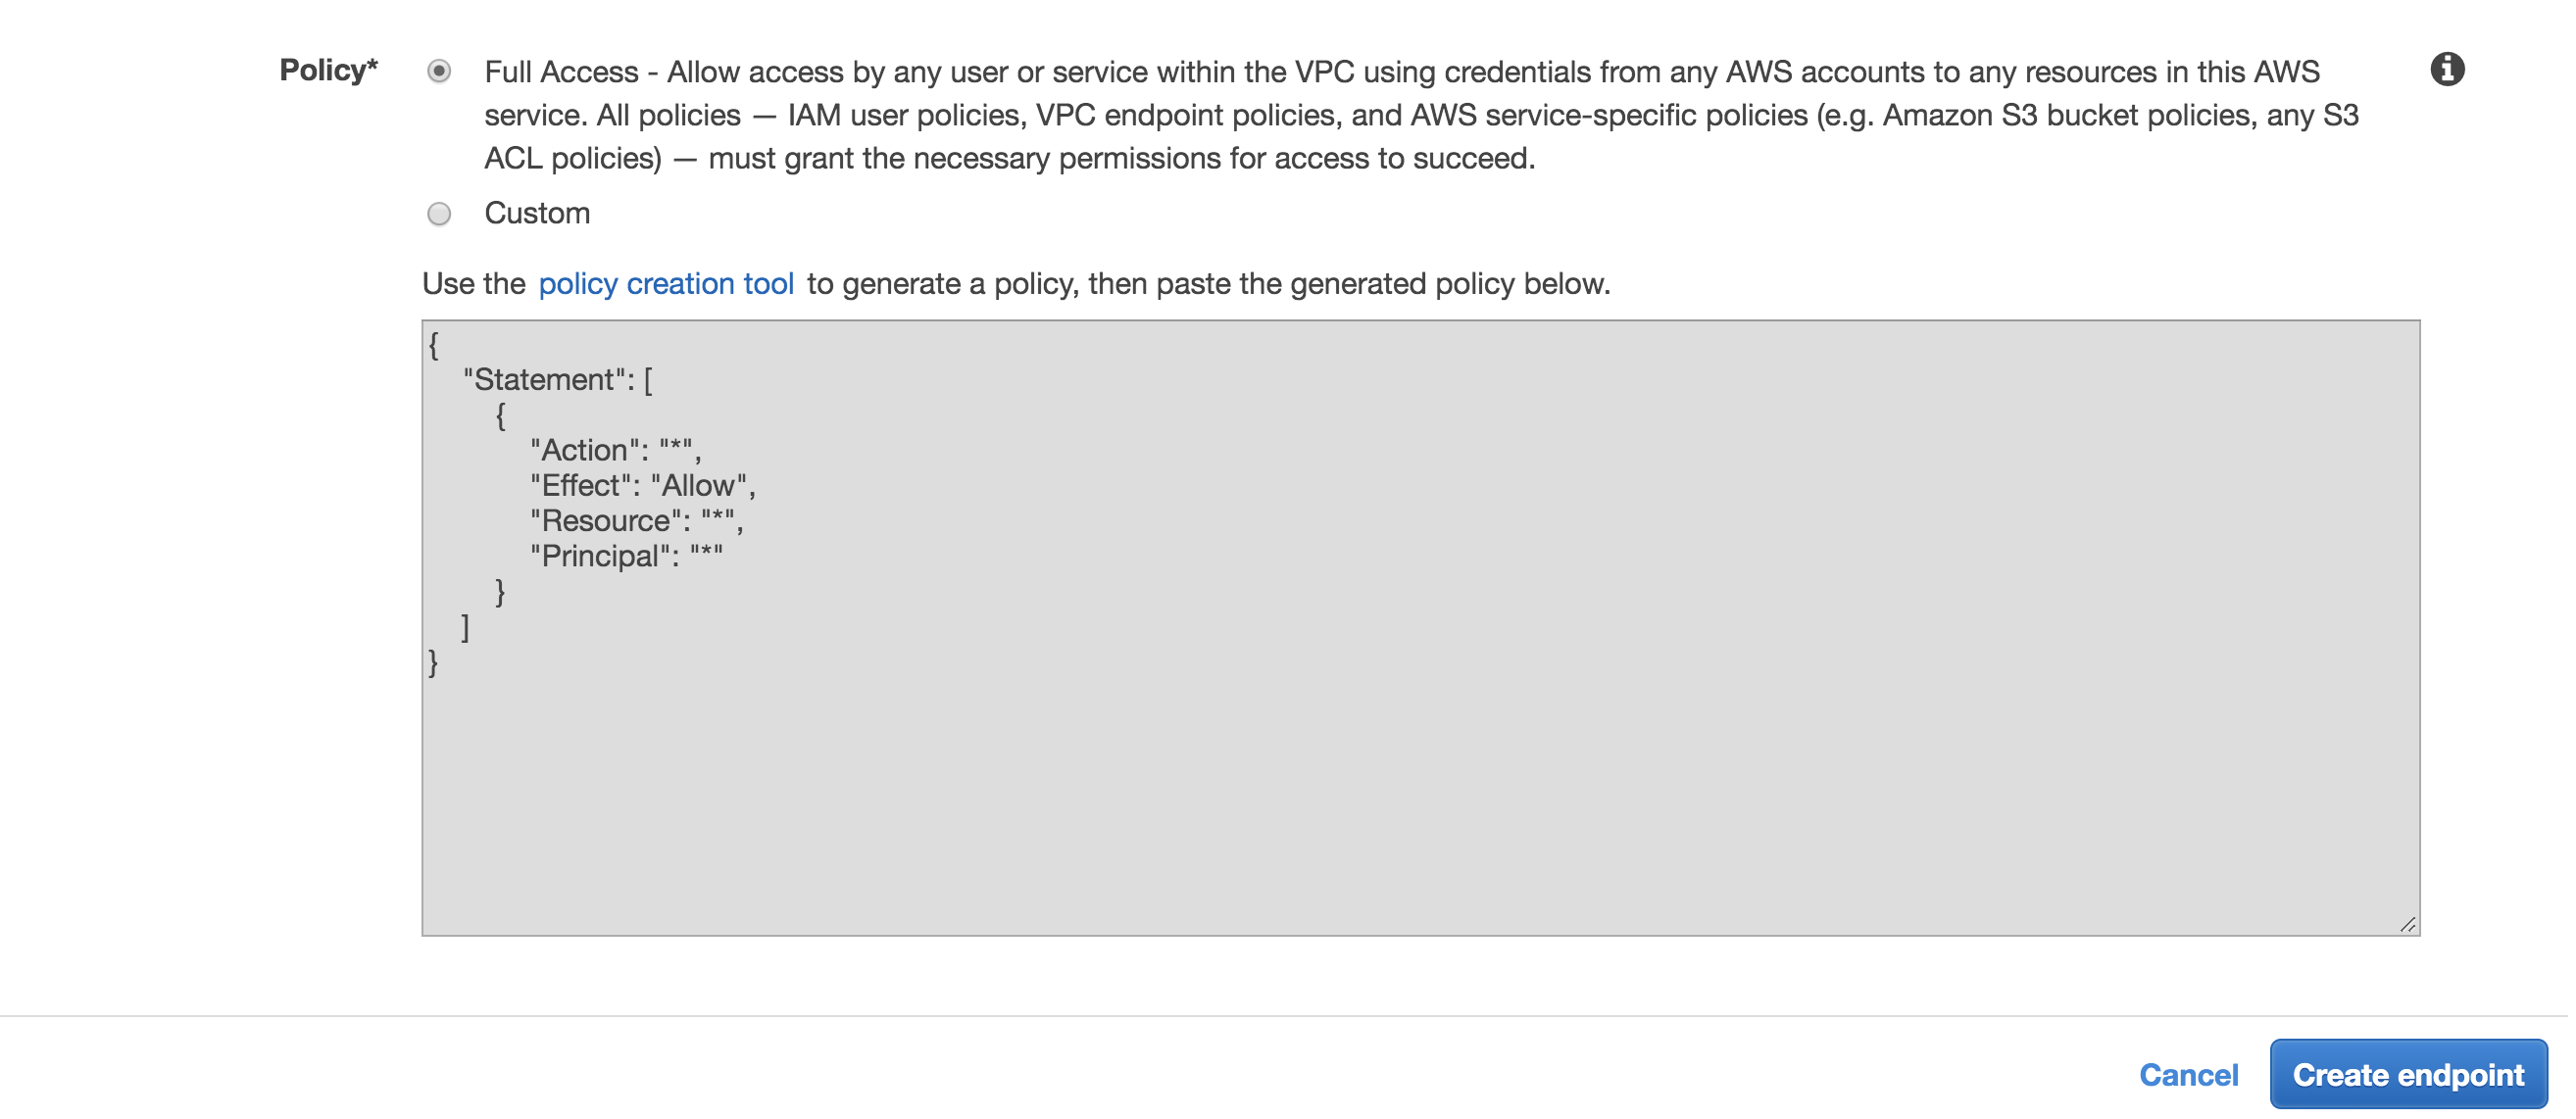 Policy*
Full Access - Allow access by any user or service within the VPC using credentials from any AWS accounts to any resources in this AWS
service. All policies — IAM user policies, VPC endpoint policies, and AWS service-specific policies (e.g. Amazon S3 bucket policies, any S3
ACL policies) — must grant the necessary permissions for access to succeed.
Custom
Use the policy creation tool to generate a policy, then paste the generated policy below.
{
    "Statement": [
        {
            "Action": "*",
            "Effect": "Allow",
            "Resource": "*",
            "Principal": "*"
        }
    ]
}
Cancel Create endpoint